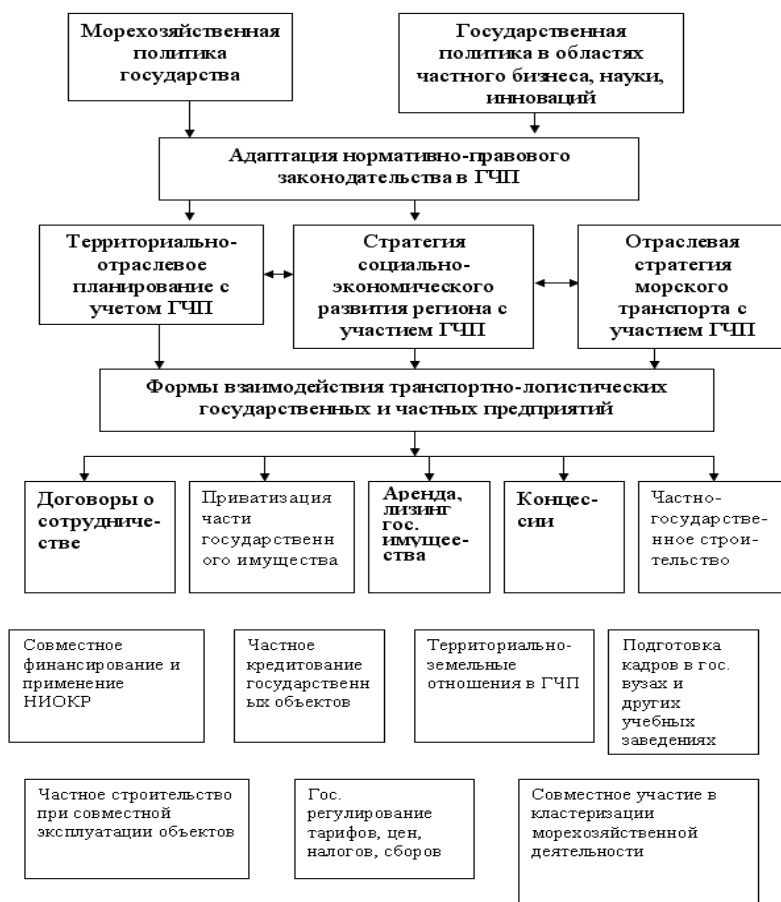 Морехозяйственная
политика
государства
Государственная
политика в областях
частного бизнеса, науки,
инноваций
Адаптация нормативно-правового
законодательства в ГЧП
Территориально-
отраслевое
планирование с
учетом ГЧП
Стратегия
социально-
экономического
развития региона с
участием ГЧП
Отраслевая
стратегия
морского
транспорта с
участием ГЧП
Формы взаимодействия транспортно-логистических
государственных и частных предприятий
Договоры о
сотрудничес-
тве
Приватизация
части
государственн
ого имущества
Аренда,
лизинг
гос.
имущее
ства
Концес-
сии
Частно-
государстве-
нное строи-
тельство
Совместное
финансирование и
применение
НИОКР
Частное
кредитование
государственн
ых объектов
Территориально-
земельные
отношения в ГЧП
Подготовка
кадров в гос.
вузах и
других
учебных
заведениях
Частное строительство
при совместной
эксплуатации объектов
Гос.
регулирование
тарифов, цен,
налогов, сборов
Совместное участие в
кластеризации
морехозяйственной
деятельности